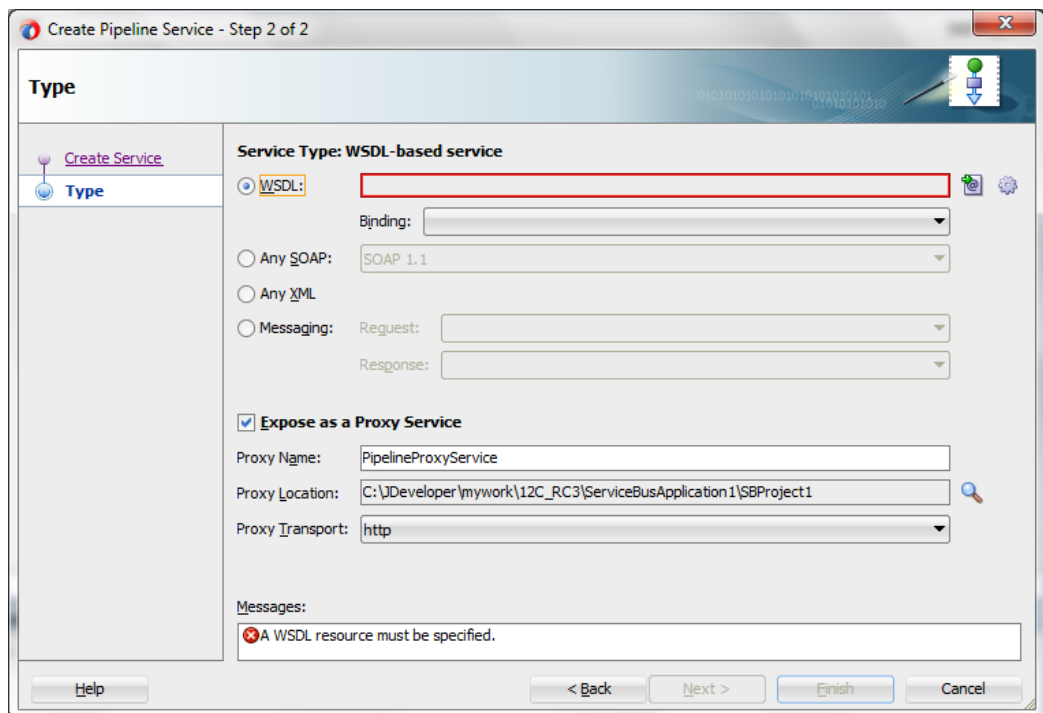 Create Pipeline Service - Step 2 of 2
Type
010101010101010101010101
01010101010
Create Service
Type
Service Type: WSDL-based service
WSDL:
Binding:
Any SOAP: SOAP 1.1
Any XML
Messaging: Request:
Response:
Expose as a Proxy Service
Proxy Name: PipelineProxyService
Proxy Location: C:\JDeveloper\mywork\12C_RC3\ServiceBusApplication1\SBProject1
Proxy Transport: http
Messages:
A WSDL resource must be specified.
Help < Back Next > Finish Cancel